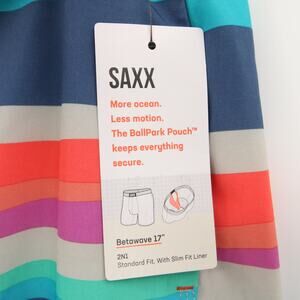 SAXX
More ocean.
Less motion.
The BallPark Pouch™
keeps everything
secure.
Betawave 17"
2N1
Standard Fit, With Slim Fit Liner